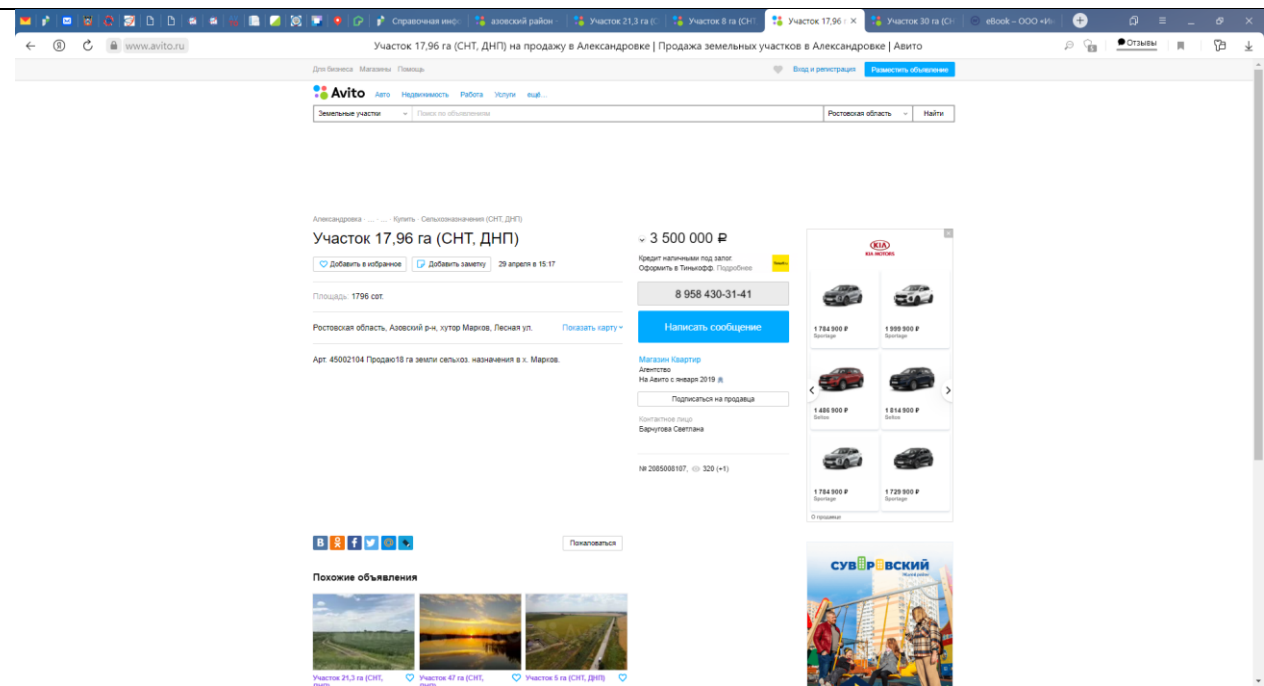 Справочная инфо
азовский район -
Участок 21,3 га (С
Участок 8 га (СНТ
Участок 17,96 г
Участок 30 га (СН
eBook – ООО «И
www.avito.ru
Участок 17,96 га (СНТ, ДНП) на продажу в Александровке | Продажа земельных участков в Александровке | Авито
Отзывы
Для бизнеса Магазины Помощь
Вход и регистрация
Разместить объявление
Avito Авто Недвижимость Работа Услуги ещё...
Земельные участки
Поиск по объявлениям
Ростовская область
Найти
Александровка · ... · ... · Купить · Сельхозназначения (СНТ, ДНП)
Участок 17,96 га (СНТ, ДНП)
Добавить в избранное
Добавить заметку
29 апреля в 15:17
Площадь: 1796 сот.
Ростовская область, Азовский р-н, хутор Марков, Лесная ул.
Показать карту
Арт. 45002104 Продаю18 га земли сельхоз. назначения в х. Марков.
3 500 000 ₽
Кредит наличными под залог.
Оформить в Тинькофф. Подробнее
8 958 430-31-41
Написать сообщение
Магазин Квартир
Агентство
На Авито с января 2019
Подписаться на продавца
Контактное лицо
Барчугова Светлана
№ 2085008107, 320 (+1)
KIA
KIA MOTORS
1 784 900 ₽
Sportage
1 999 900 ₽
Sportage
1 486 900 ₽
Seltos
1 814 900 ₽
Seltos
1 784 900 ₽
Sportage
1 729 900 ₽
Sportage
О продавце
Пожаловаться
Похожие объявления
Участок 21,3 га (СНТ,
ДНП)
Участок 47 га (СНТ,
ДНП)
Участок 6 га (СНТ, ДНП)
СУВОРОВСКИЙ